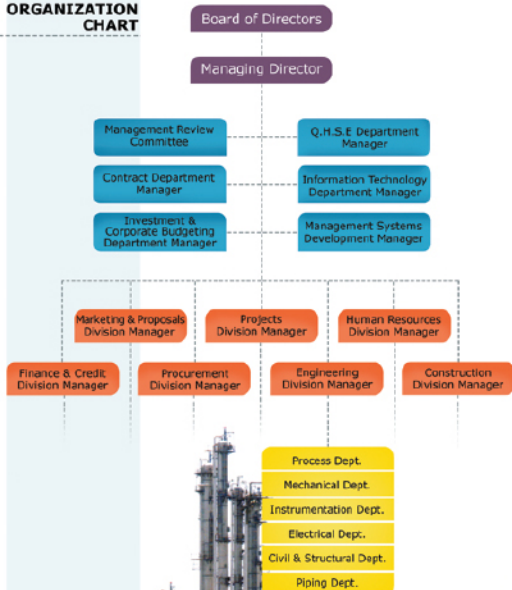 ORGANIZATION
CHART
Board of Directors
Managing Director
Management Review
Committee
Q.H.S.E Department
Manager
Contract Department
Manager
Information Technology
Department Manager
Investment &
Corporate Budgeting
Department Manager
Management Systems
Development Manager
Marketing & Proposals
Division Manager
Projects
Division Manager
Human Resources
Division Manager
Finance & Credit
Division Manager
Procurement
Division Manager
Engineering
Division Manager
Construction
Division Manager
Process Dept.
Mechanical Dept.
Instrumentation Dept.
Electrical Dept.
Civil & Structural Dept.
Piping Dept.